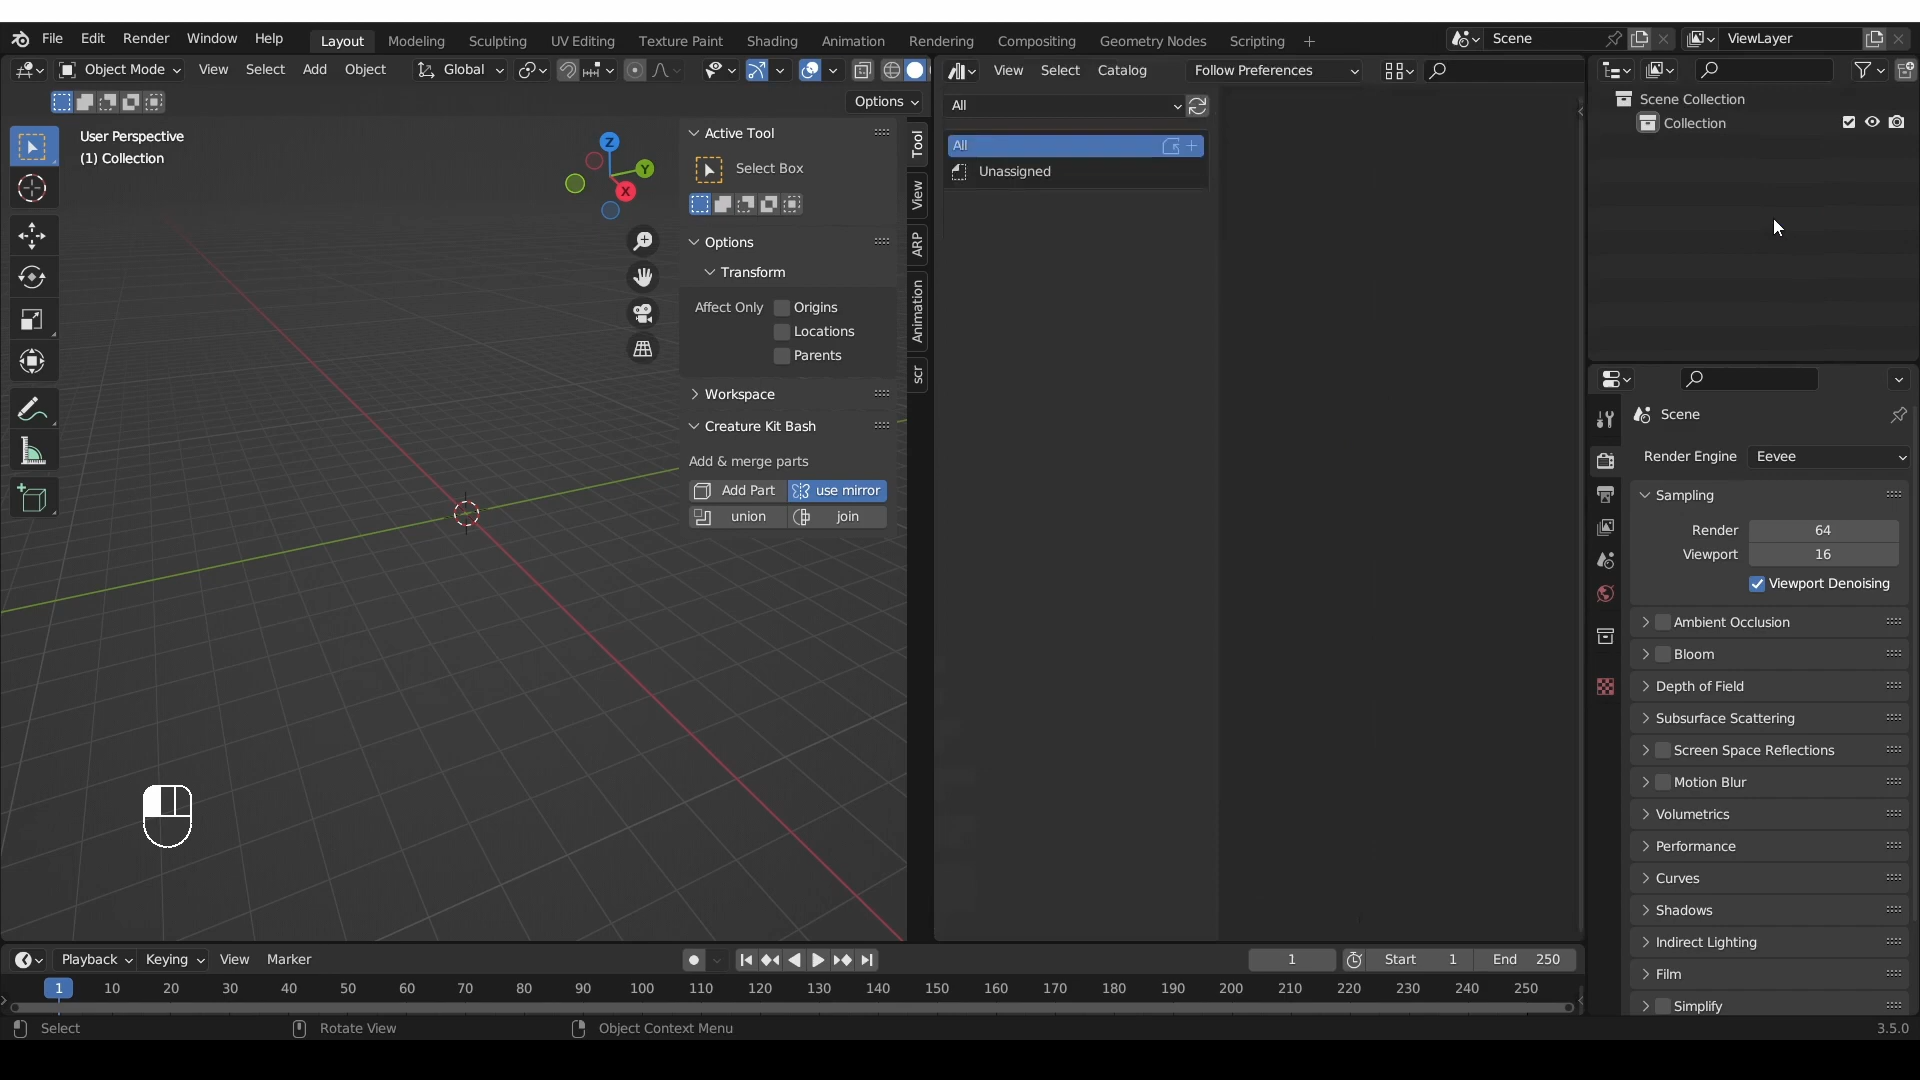 File Edit Render Window Help
Layout Modeling Sculpting UV Editing Texture Paint Shading Animation Rendering Compositing Geometry Nodes Scripting +
Scene
ViewLayer
Object Mode View Select Add Object Global
View Select Catalog Follow Preferences
Options
User Perspective
(1) Collection
Z
Y
X
Active Tool
Select Box
Options
Transform
Affect Only Origins
Locations
Parents
Workspace
Creature Kit Bash
Add & merge parts
Add Part use mirror
union join
Tool
View
ARP
Animation
scr
All
All
Unassigned
Scene Collection
Collection
Scene
Render Engine Eevee
Sampling
Render 64
Viewport 16
Viewport Denoising
Ambient Occlusion
Bloom
Depth of Field
Subsurface Scattering
Screen Space Reflections
Motion Blur
Volumetrics
Performance
Curves
Shadows
Indirect Lighting
Film
Simplify
Playback Keying View Marker
1 Start 1 End 250
1 10 20 30 40 50 60 70 80 90 100 110 120 130 140 150 160 170 180 190 200 210 220 230 240 250
Select Rotate View Object Context Menu 3.5.0